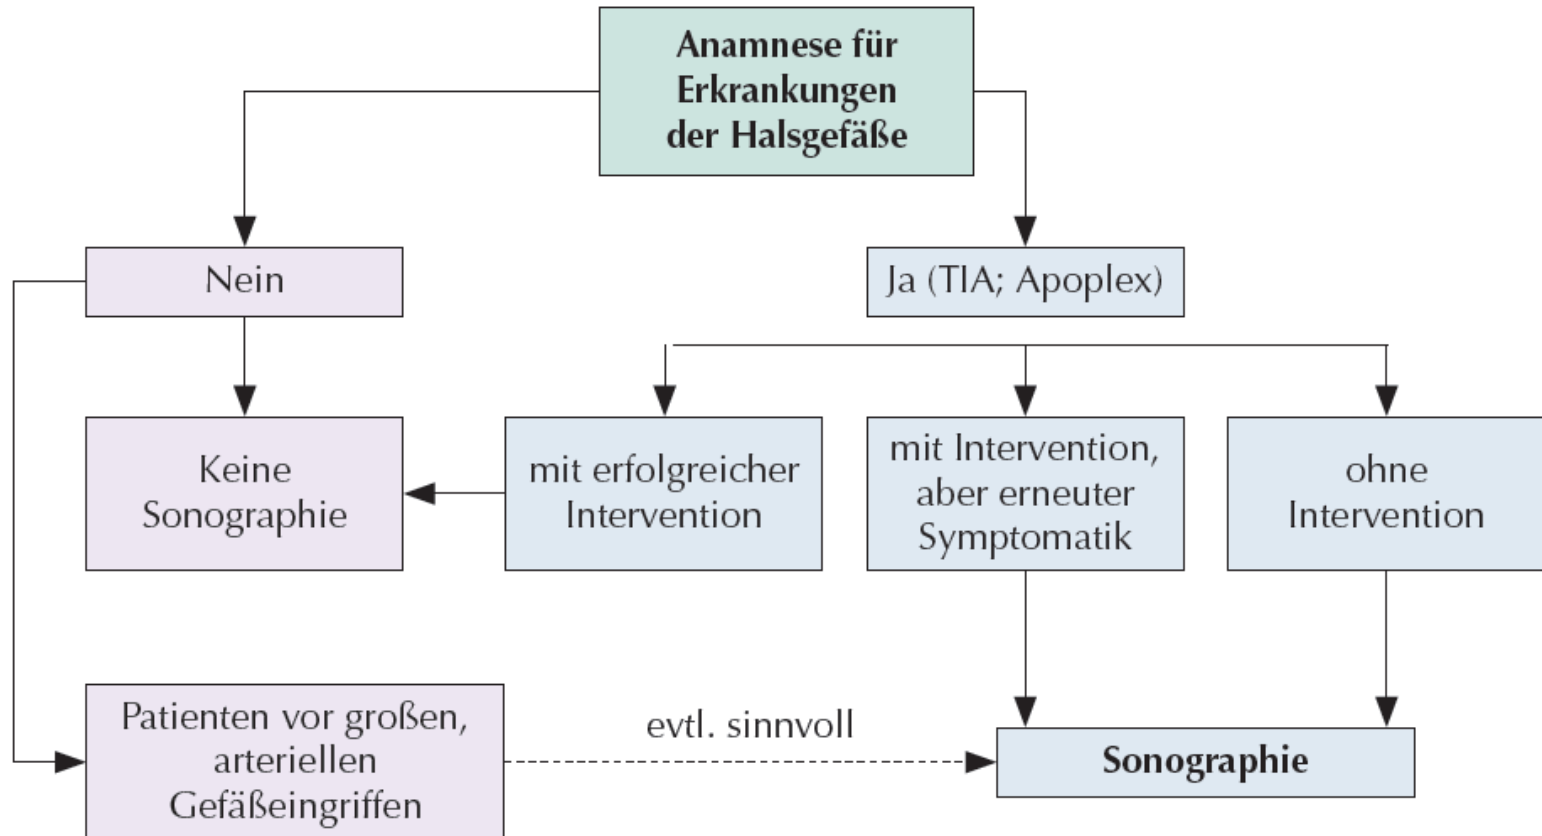 Anamnese für
Erkrankungen
der Halsgefäße
Nein
Ja (TIA; Apoplex)
Keine
Sonographie
mit erfolgreicher
Intervention
mit Intervention,
aber erneuter
Symptomatik
ohne
Intervention
Patienten vor großen,
arteriellen
Gefäßeingriffen
evtl. sinnvoll
Sonographie